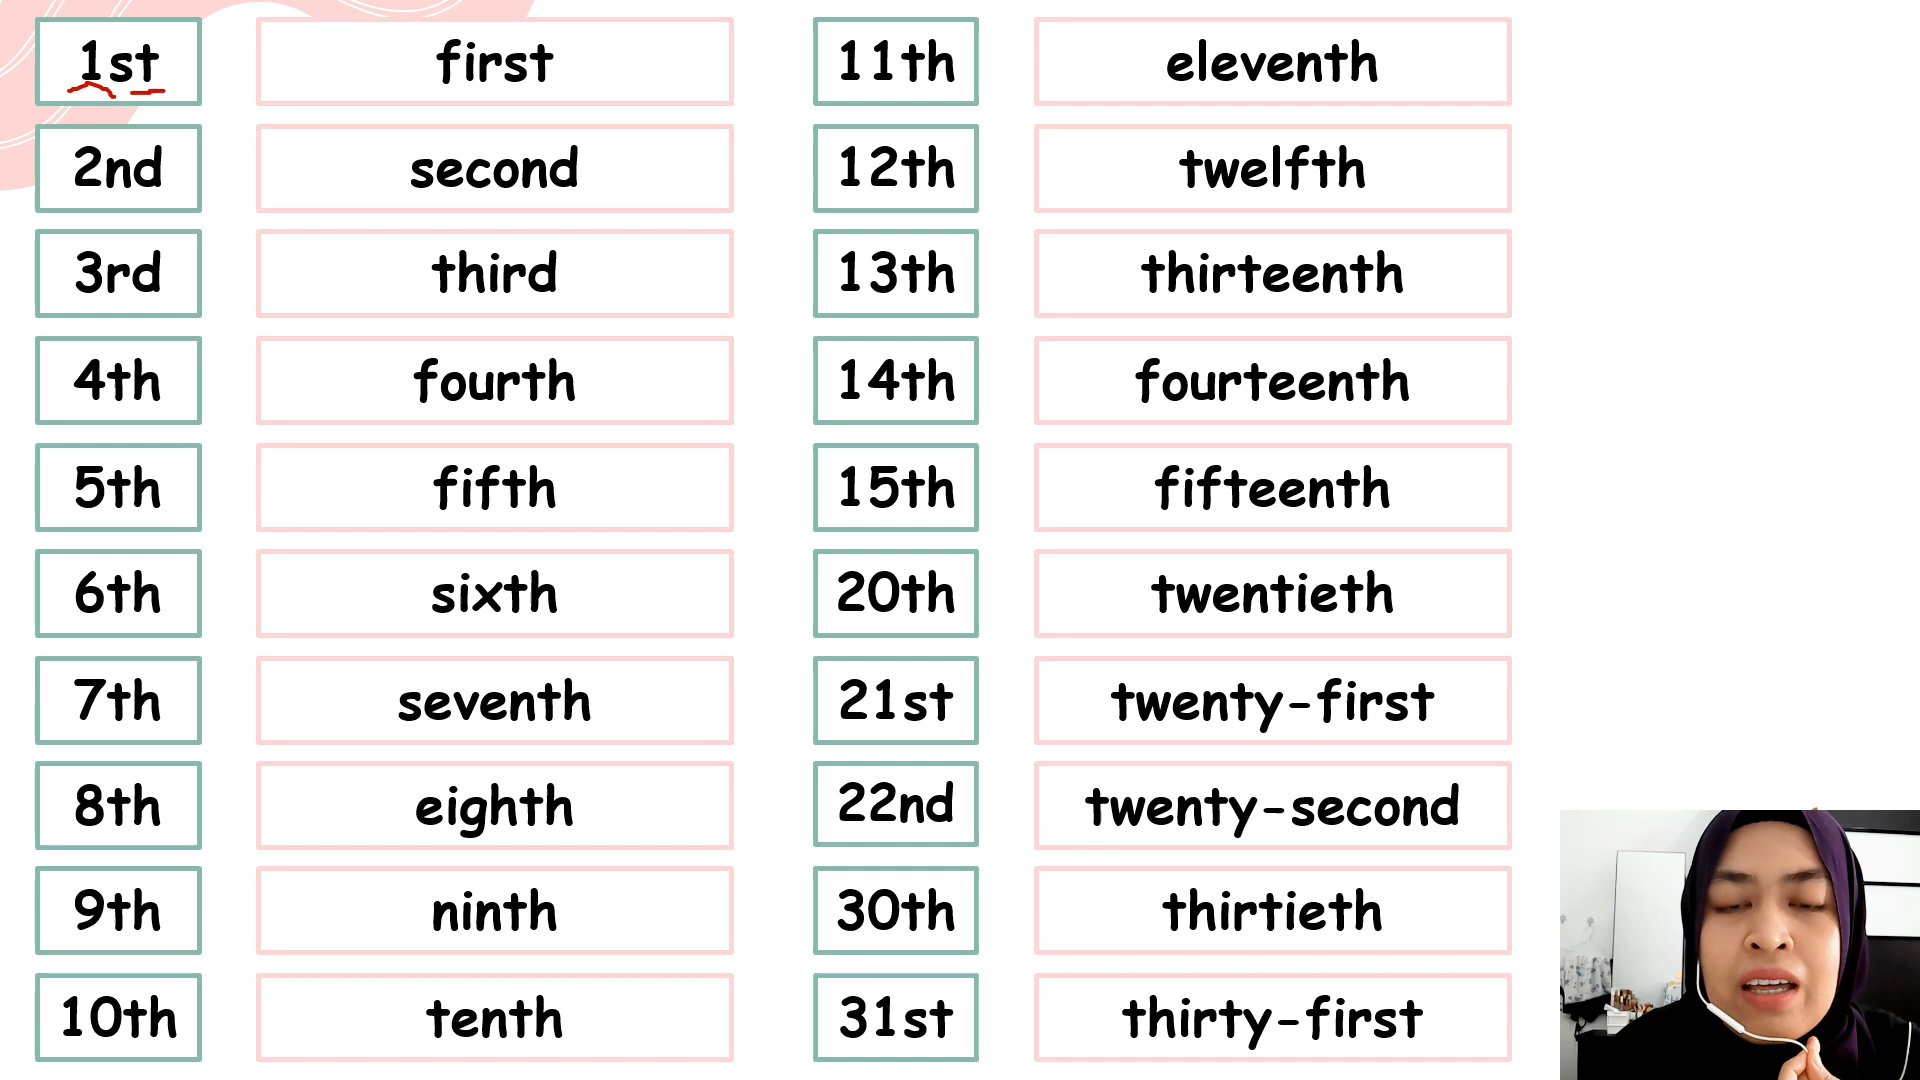 1st first
2nd second
3rd third
4th fourth
5th fifth
6th sixth
7th seventh
8th eighth
9th ninth
10th tenth
11th eleventh
12th twelfth
13th thirteenth
14th fourteenth
15th fifteenth
20th twentieth
21st twenty-first
22nd twenty-second
30th thirtieth
31st thirty-first